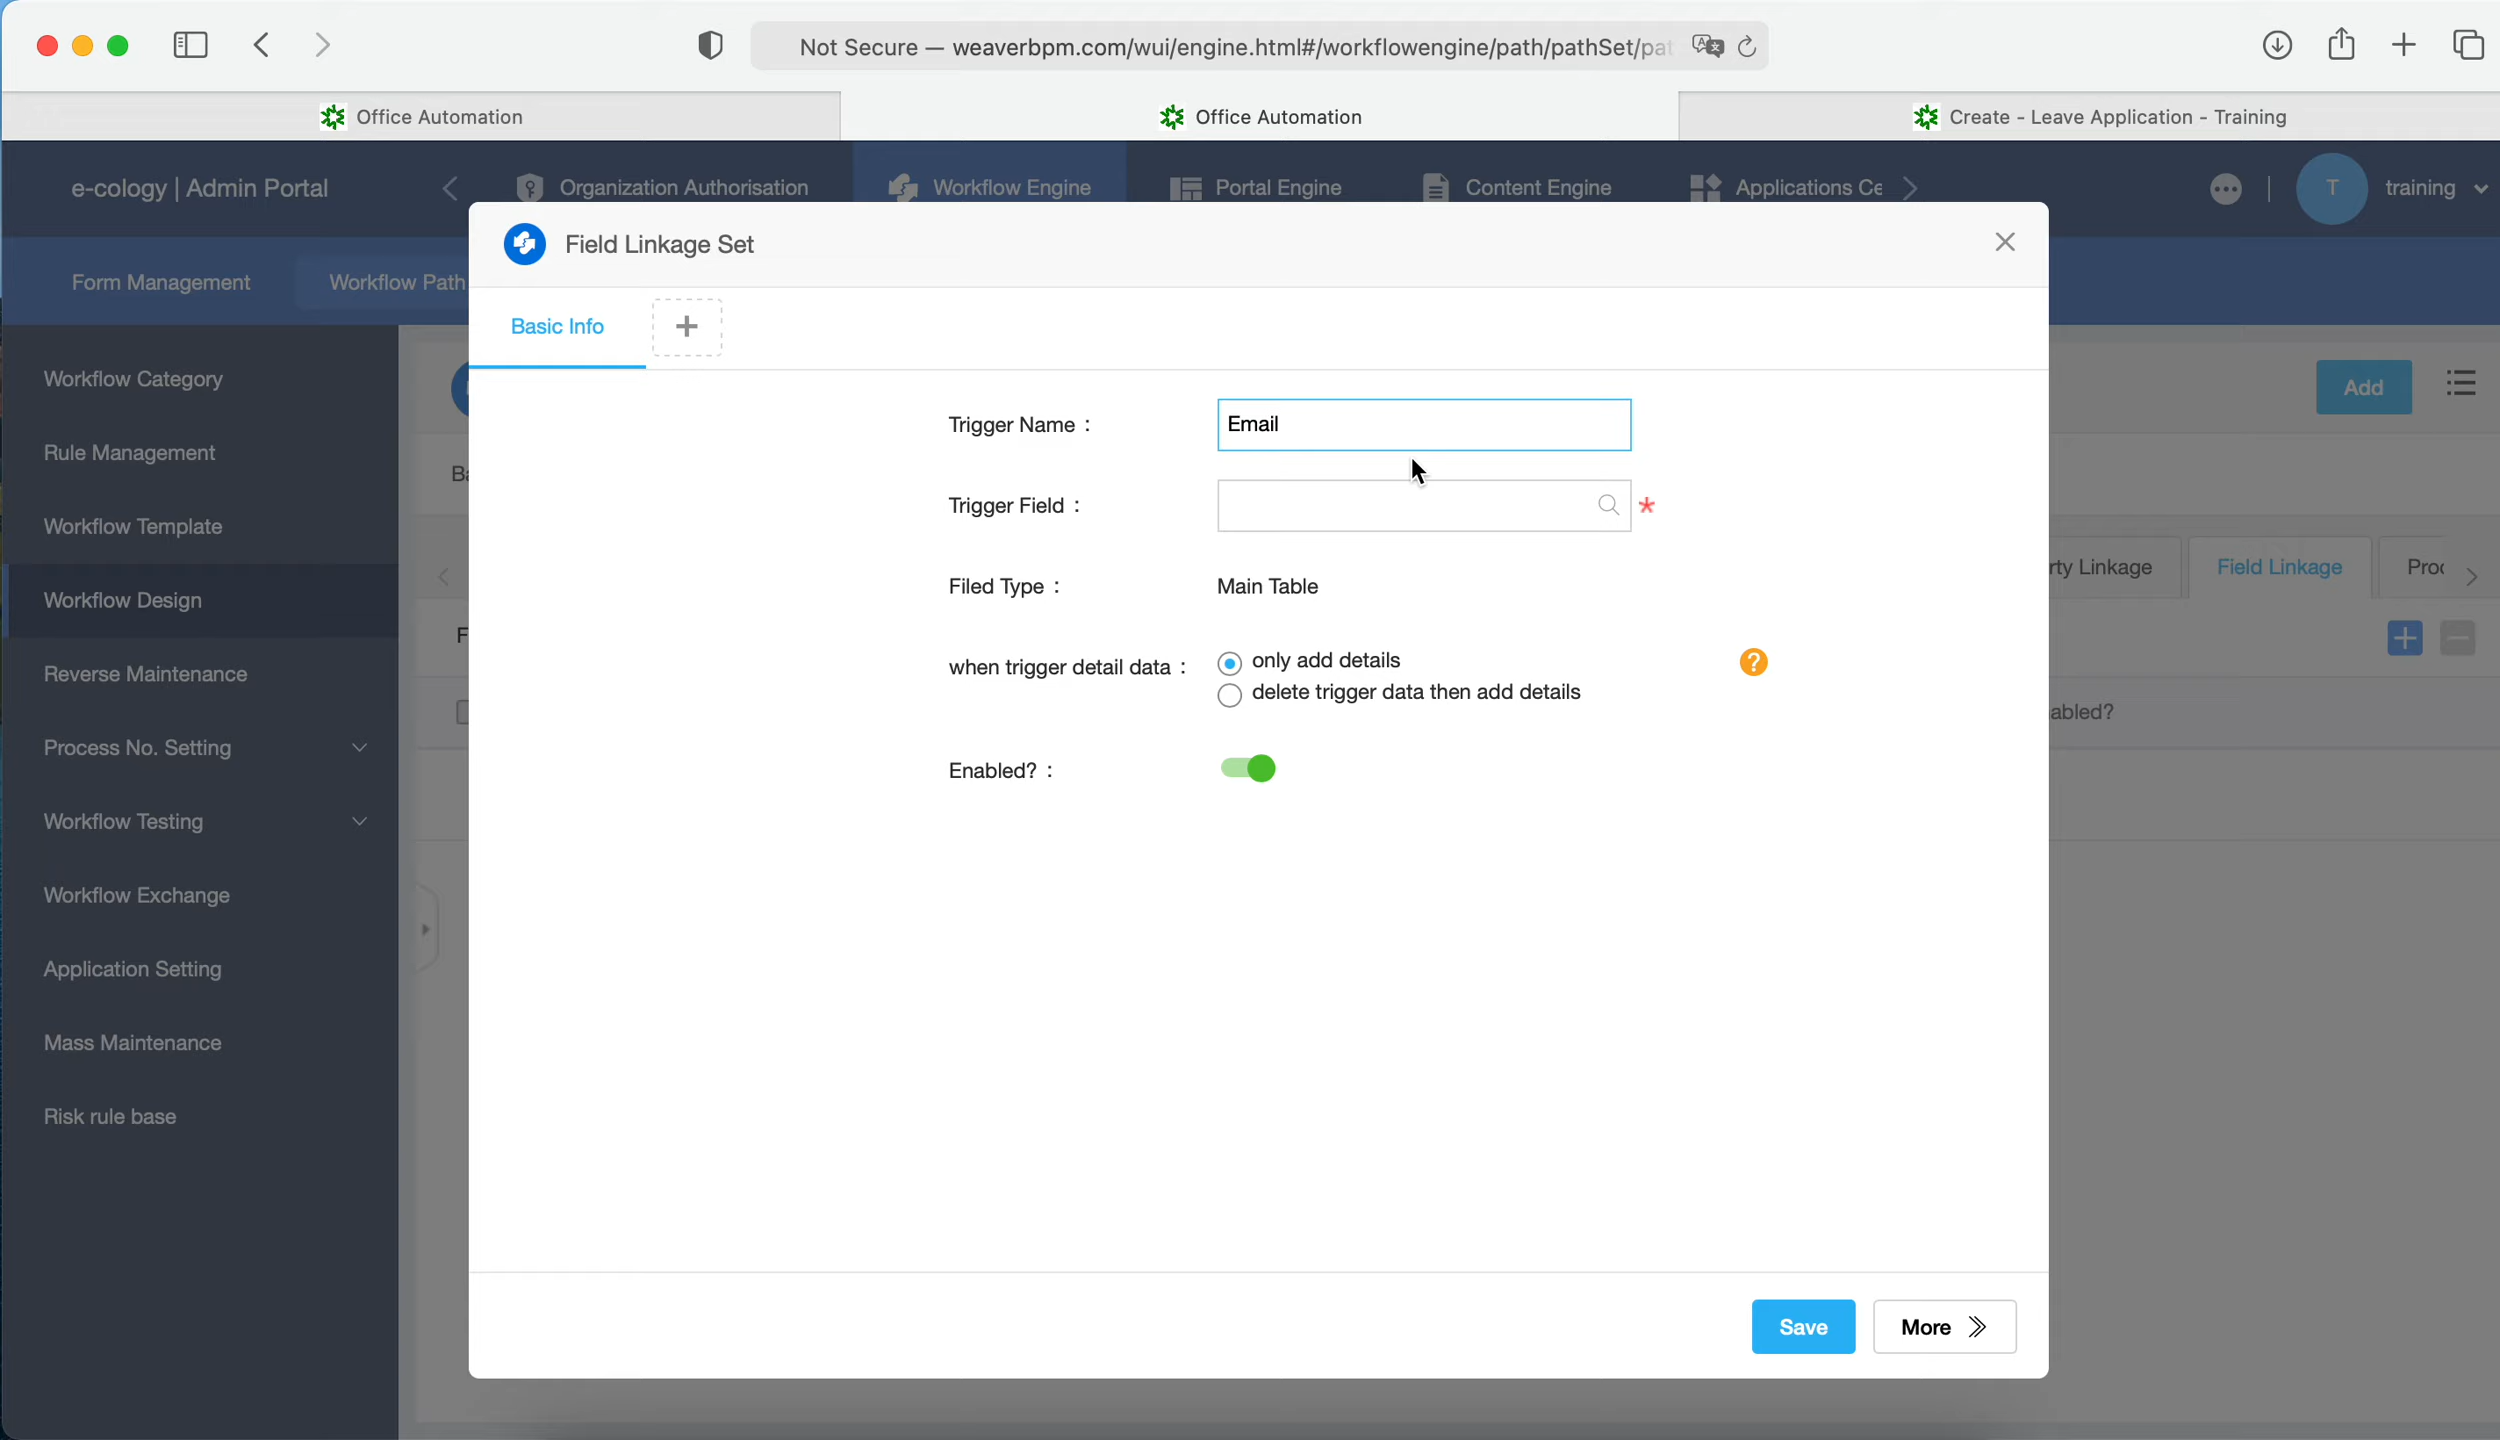 Not Secure — weaverbpm.com/wui/engine.html#/workflowengine/path/pathSet/pat
Office Automation
Office Automation
Create - Leave Application - Training
e-cology | Admin Portal
Organization Authorisation
Workflow Engine
Portal Engine
Content Engine
Applications Ce
T
training
Form Management
Workflow Path
Field Linkage Set
Basic Info
Workflow Category
Rule Management
Workflow Template
Workflow Design
Reverse Maintenance
Process No. Setting
Workflow Testing
Workflow Exchange
Application Setting
Mass Maintenance
Risk rule base
Add
Ba
rty Linkage
Field Linkage
Proc
F
abled?
Trigger Name :
Email
Trigger Field :
*
Filed Type :
Main Table
when trigger detail data :
only add details
delete trigger data then add details
?
Enabled? :
Save
More